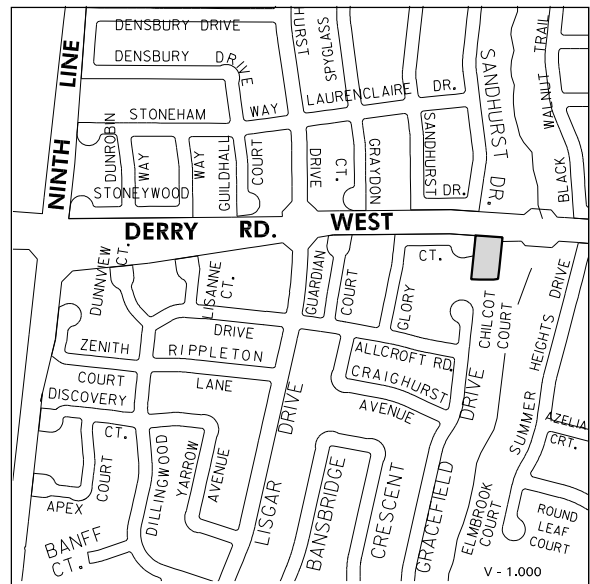 DENSBURY DRIVE
DENSBURY DRIVE
NINTH LINE
HURST
SPYGLASS
SANDHURST DR.
WALNUT TRAIL
BLACK
LAURENCLAIRE DR.
STONEHAM WAY
DUNROBIN
WAY
WAY
GUILDHALL
COURT
DRIVE
CT.
GRAYDON
SANDHURST
DR.
STONEYWOOD
DERRY RD. WEST
DUNNVIEW CT.
LISANNE CT.
GUARDIAN
COURT
GLORY
CT.
CHILCOT COURT
SUMMER HEIGHTS DRIVE
ZENITH
DRIVE
RIPPLETON
ALLCROFT RD.
CRAIGHURST
AVENUE
COURT
DISCOVERY
LANE
CT.
COURT
APEX
BANFF CT.
DILLINGWOOD
YARROW
AVENUE
LISGAR DRIVE
BANSBRIDGE
CRESCENT
GRACEFIELD DRIVE
ELMBROOK COURT
AZELIA
CRT.
ROUND
LEAF
COURT
V - 1.000